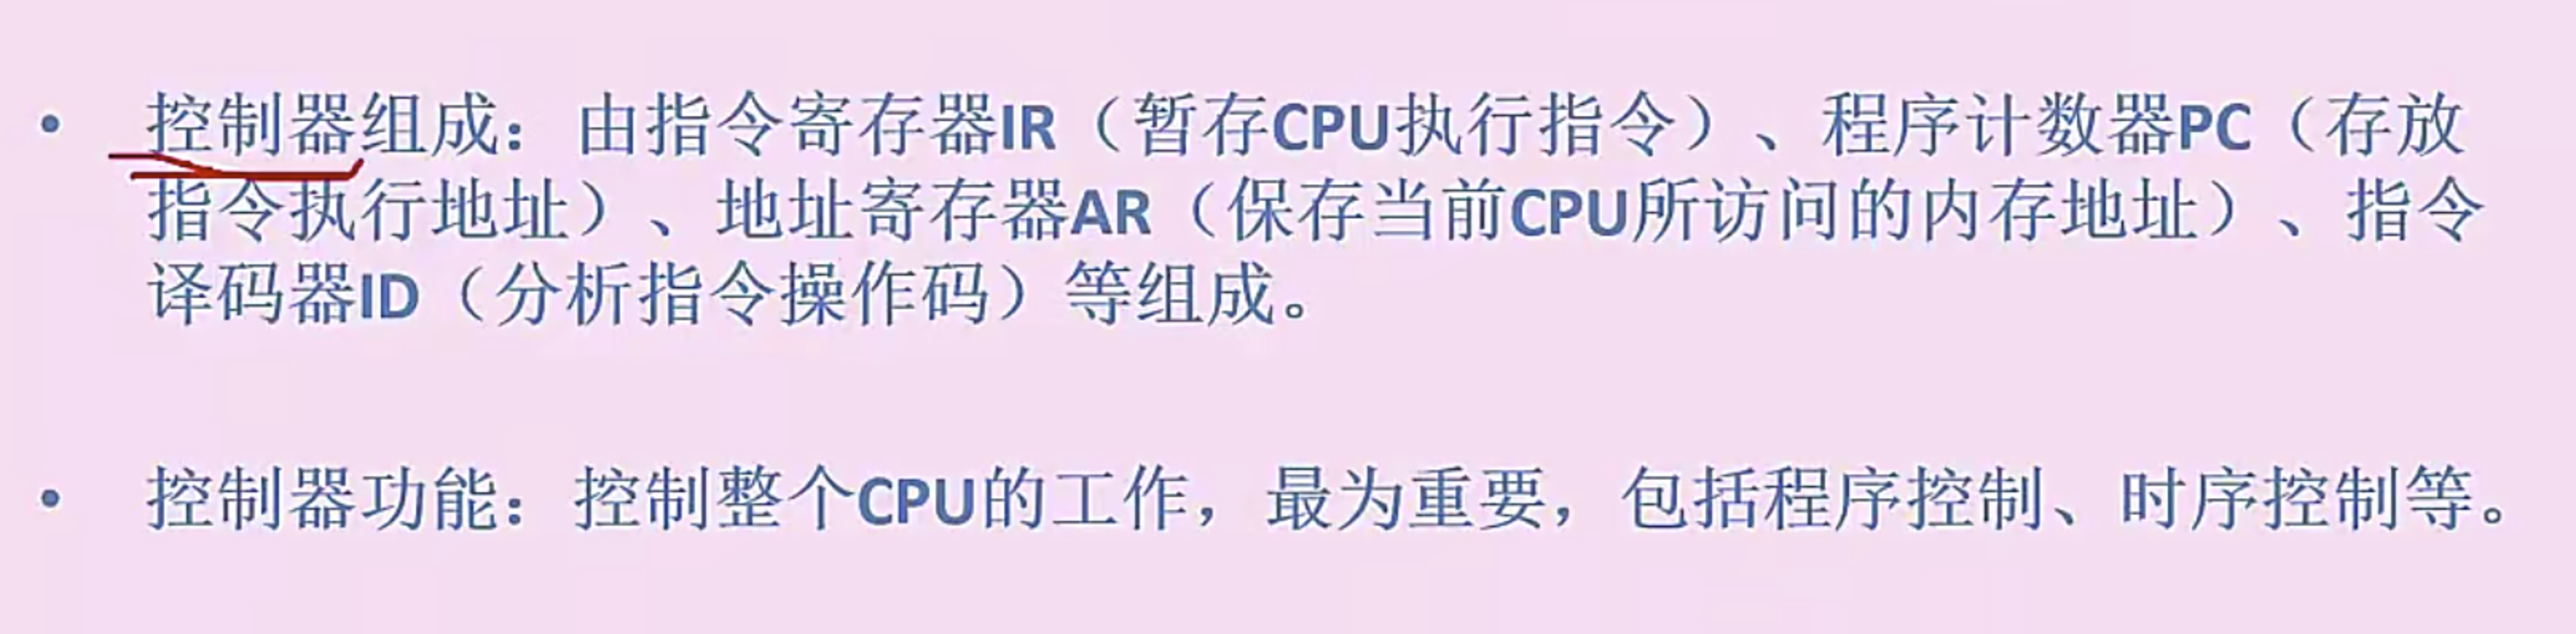 • 控制器组成：由指令寄存器IR（暂存CPU执行指令）、程序计数器PC（存放
指令执行地址）、地址寄存器AR（保存当前CPU所访问的内存地址）、指令
译码器ID（分析指令操作码）等组成。
• 控制器功能：控制整个CPU的工作，最为重要，包括程序控制、时序控制等。